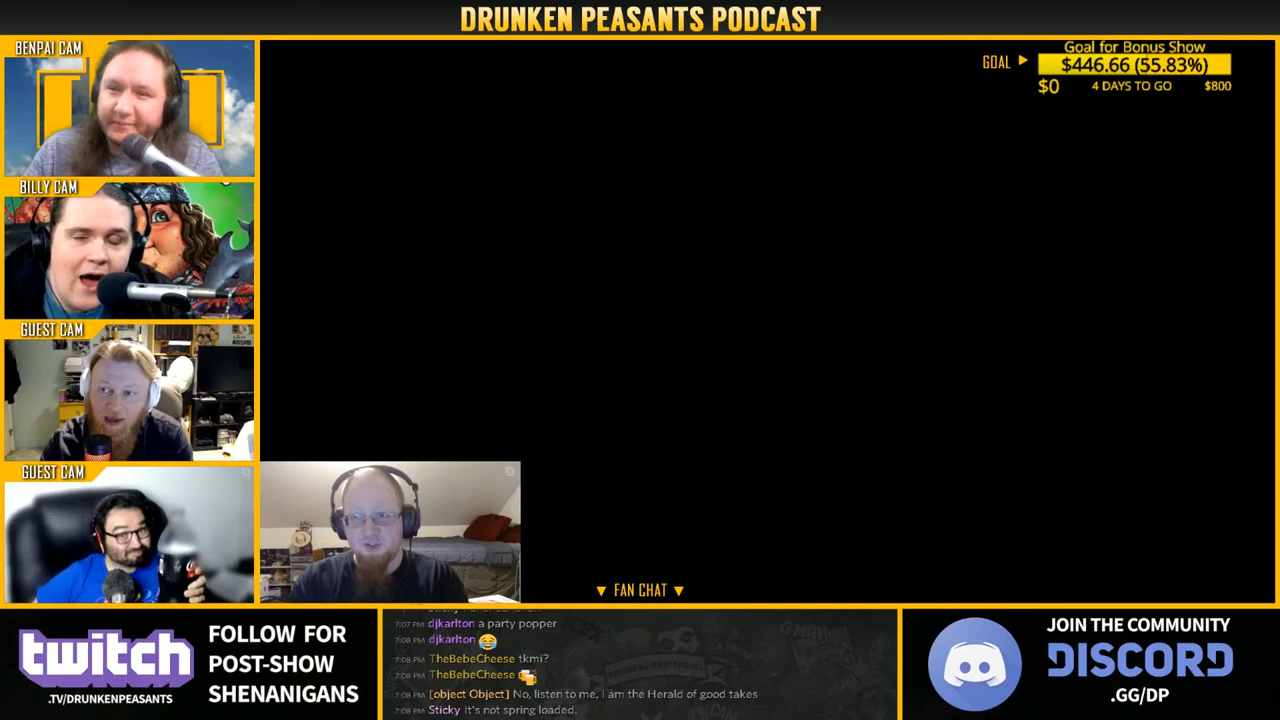 DRUNKEN PEASANTS PODCAST
BENPAI CAM
BILLY CAM
GUEST CAM
GUEST CAM
GOAL
Goal for Bonus Show
$446.66 (55.83%)
$0 4 DAYS TO GO $800
▼ FAN CHAT ▼
7:07 PM djkarlton a party popper
7:08 PM djkarlton 😂
7:08 PM TheBebeCheese tkmi?
7:08 PM TheBebeCheese 🍻
7:08 PM [object Object] No, listen to me, I am the Herald of good takes
7:08 PM Sticky It's not spring loaded.
twitch
.TV/DRUNKENPEASANTS
FOLLOW FOR
POST-SHOW
SHENANIGANS
JOIN THE COMMUNITY
DISCORD
.GG/DP